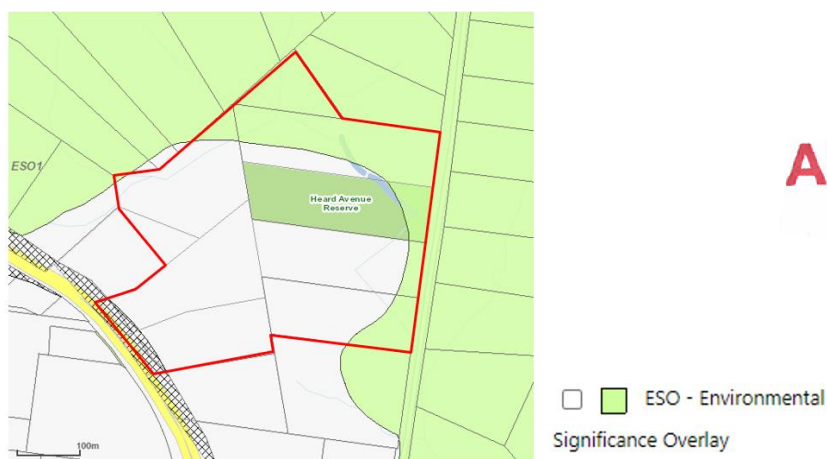 ESO1
Heard Avenue
Reserve
100m
A
ESO - Environmental
Significance Overlay